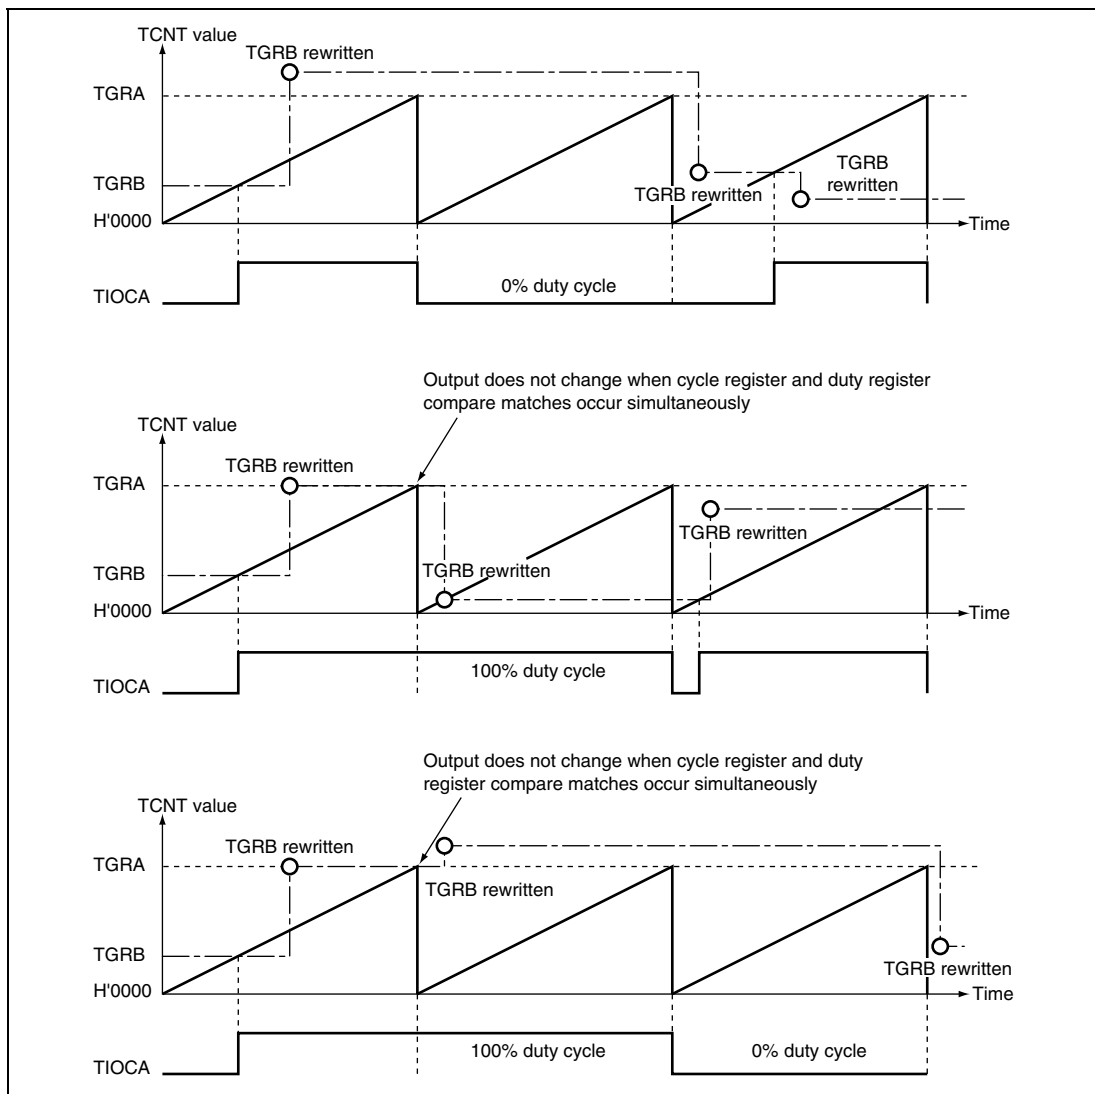 TCNT value
TGRB rewritten
TGRA
TGRB
rewritten
TGRB
TGRB rewritten
H'0000
Time
0% duty cycle
TIOCA
Output does not change when cycle register and duty register
compare matches occur simultaneously
TCNT value
TGRB rewritten
TGRA
TGRB rewritten
TGRB
TGRB rewritten
H'0000
Time
100% duty cycle
TIOCA
Output does not change when cycle register and duty
register compare matches occur simultaneously
TCNT value
TGRB rewritten
TGRA
TGRB rewritten
TGRB
TGRB rewritten
H'0000
Time
100% duty cycle
0% duty cycle
TIOCA